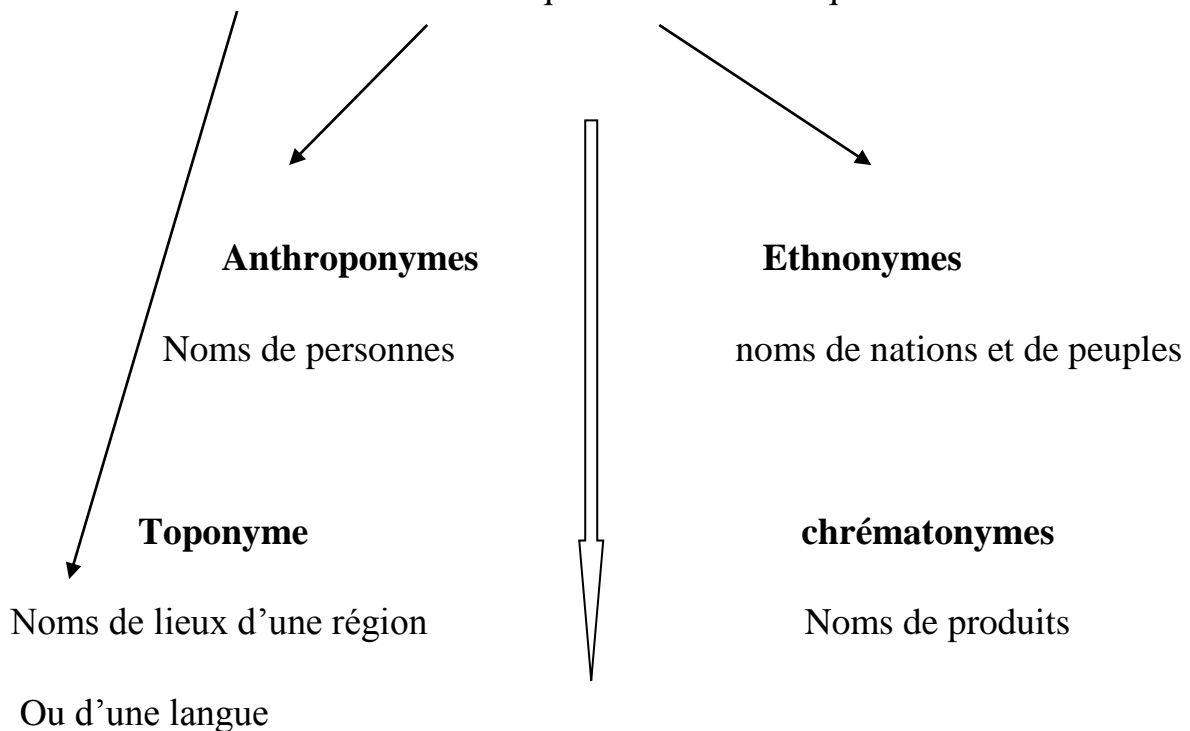 Anthroponymes
Ethnonymes
Noms de personnes
noms de nations et de peuples
Toponyme
chrématonymes
Noms de lieux d’une région
Noms de produits
Ou d’une langue